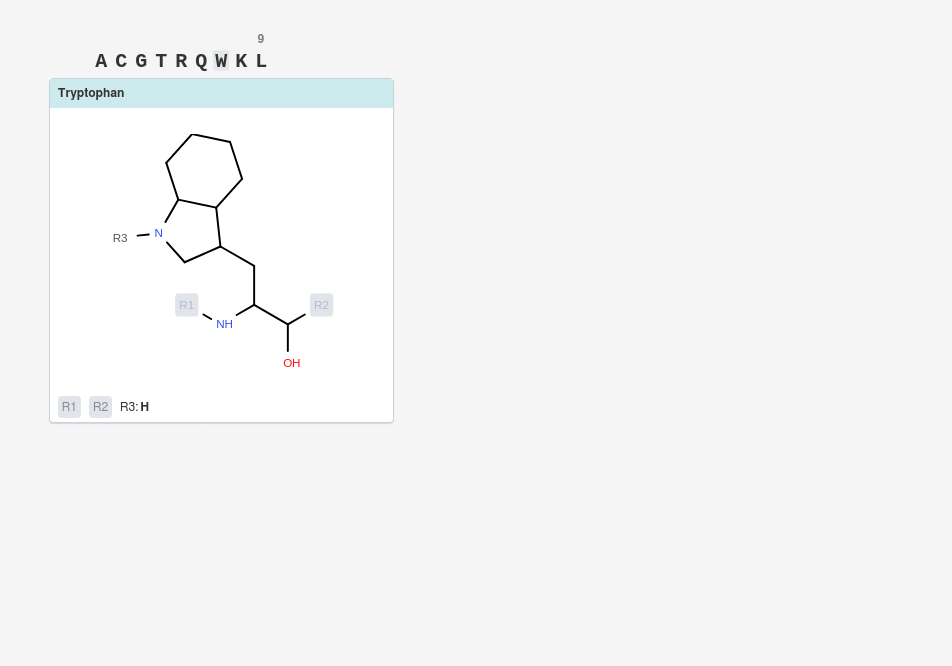 9
A C G T R Q W K L
Tryptophan
N
R3
R1
R2
NH
OH
R1 R2 R3: H